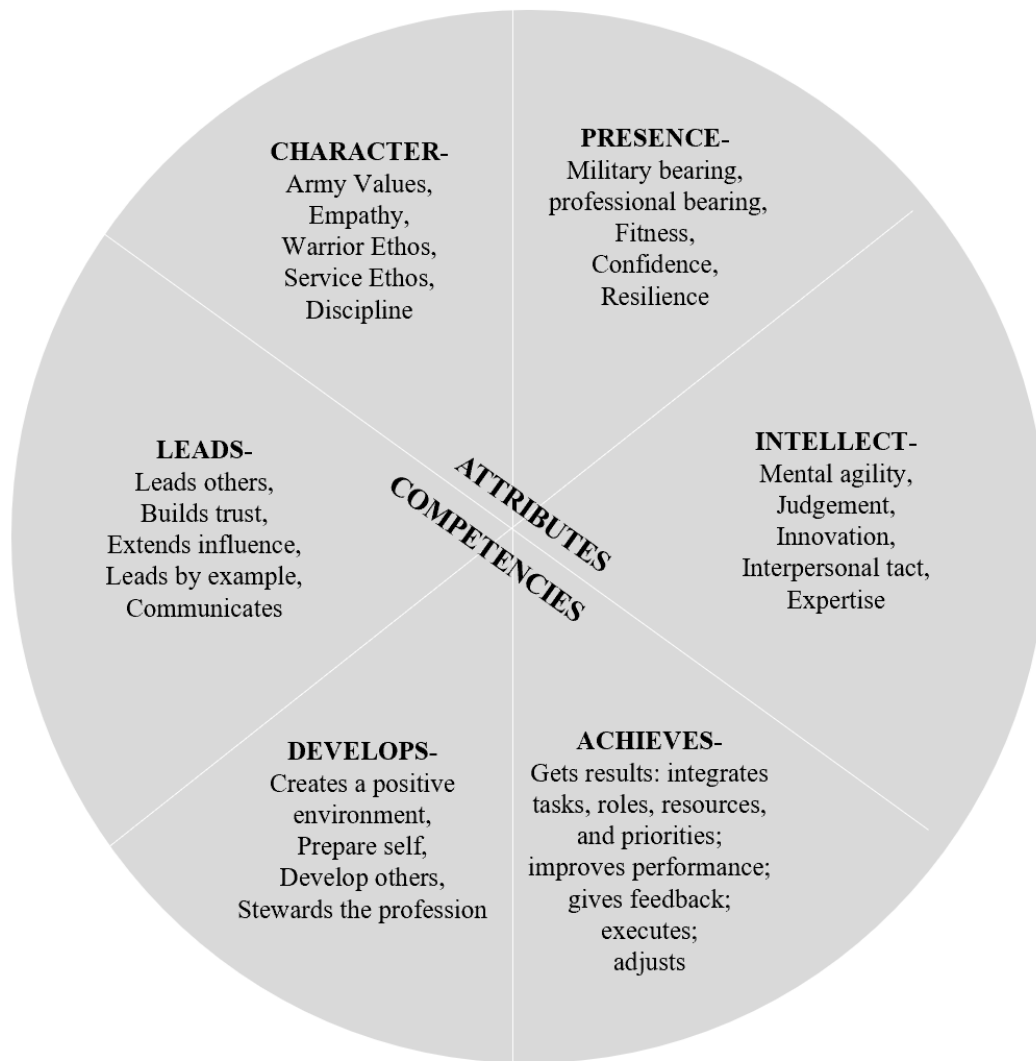 CHARACTER-
Army Values,
Empathy,
Warrior Ethos,
Service Ethos,
Discipline
PRESENCE-
Military bearing,
professional bearing,
Fitness,
Confidence,
Resilience
LEADS-
Leads others,
Builds trust,
Extends influence,
Leads by example,
Communicates
ATTRIBUTES
COMPETENCIES
INTELLECT-
Mental agility,
Judgement,
Innovation,
Interpersonal tact,
Expertise
DEVELOPS-
Creates a positive
environment,
Prepare self,
Develop others,
Stewards the profession
ACHIEVES-
Gets results: integrates
tasks, roles, resources,
and priorities;
improves performance;
gives feedback;
executes;
adjusts